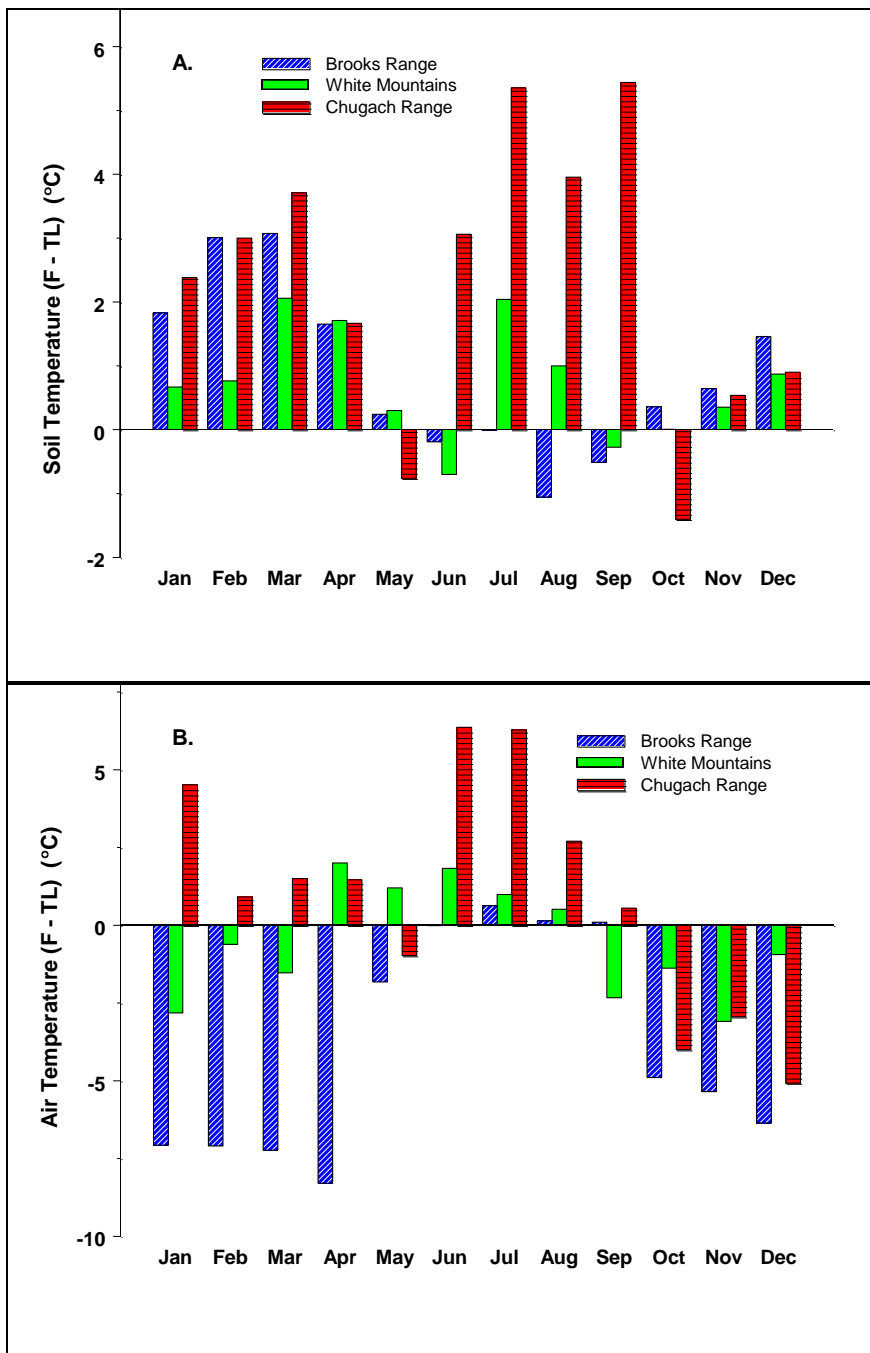 A.
Brooks Range
White Mountains
Chugach Range
Soil Temperature (F - TL) (°C)
6
4
2
0
-2
Jan Feb Mar Apr May Jun Jul Aug Sep Oct Nov Dec
B.
Brooks Range
White Mountains
Chugach Range
Air Temperature (F - TL) (°C)
5
0
-5
-10
Jan Feb Mar Apr May Jun Jul Aug Sep Oct Nov Dec